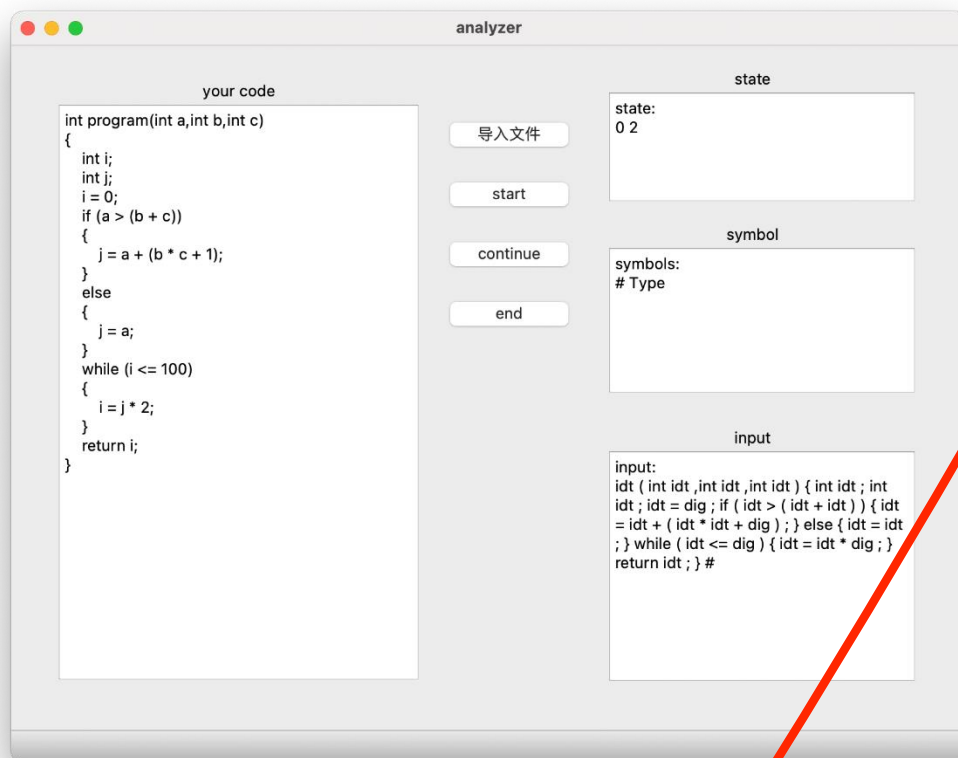 analyzer
your code
int program(int a,int b,int c)
{
int i;
int j;
i = 0;
if (a > (b + c))
{
j = a + (b * c + 1);
}
else
{
j = a;
}
while (i <= 100)
{
i = j * 2;
}
return i;
}
导入文件
start
continue
end
state
state:
0 2
symbol
symbols:
# Type
input
input:
idt ( int idt ,int idt ,int idt ) { int idt ; int
idt ; idt = dig ; if ( idt > ( idt + idt ) ) { idt
= idt + ( idt * idt + dig ) ; } else { idt = idt
; } while ( idt <= dig ) { idt = idt * dig ; }
return idt ; } #